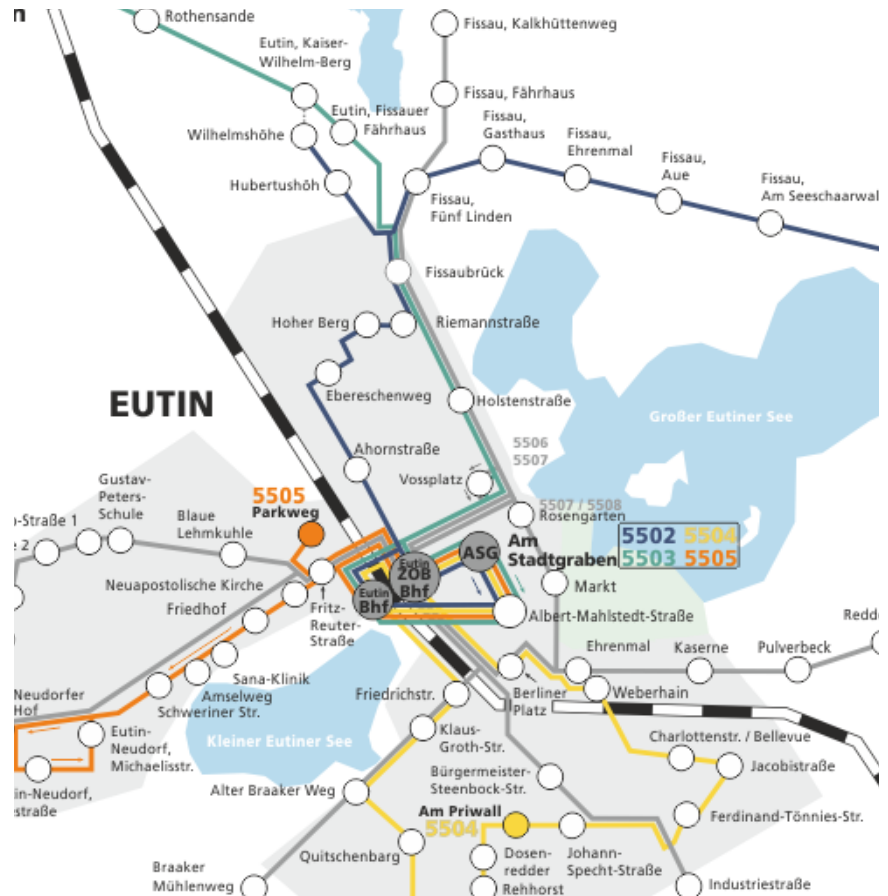 n
Rothensande
Fissau, Kalkhüttenweg
Eutin, Kaiser-
Wilhelm-Berg
Fissau, Fährhaus
Eutin, Fissauer
Fährhaus
Fissau,
Gasthaus
Fissau,
Ehrenmal
Wilhelmshöhe
Fissau,
Aue
Hubertushöh
Fissau,
Am Seeschaarwal
Fissau,
Fünf Linden
Fissaubrück
Hoher Berg
Riemannstraße
EUTIN
Ebereschenweg
Holstenstraße
Großer Eutiner See
Ahornstraße
5506
5507
Vossplatz
Gustav-
Peters-
Schule
5505
Parkweg
5507 / 5508
Rosengarten
o-Straße 1
e 2
Blaue
Lehmkuhle
Am
Stadtgraben
5502 5504
5503 5505
ASG
Eutin
ZOB
Bhf
Eutin
Bhf
Neuapostolische Kirche
Friedhof
Fritz-
Reuter-
Straße
Markt
Albert-Mahlstedt-Straße
Ehrenmal
Kaserne
Pulverbeck
Redde
Sana-Klinik
Amselweg
Schweriner Str.
Neudorfer
Hof
Friedrichstr.
Berliner
Platz
Weberhain
Eutin-
Neudorf,
Michaelisstr.
Kleiner Eutiner See
Klaus-
Groth-Str.
Charlottenstr. / Bellevue
Jacobistraße
in-Neudorf,
straße
Alter Braaker Weg
Bürgermeister-
Steenbock-Str.
Am Priwall
5504
Ferdinand-Tönnies-Str.
Quitschenbarg
Dosen-
redder
Johann-
Specht-Straße
Braaker
Mühlenweg
Rehhorst
Industriestraße